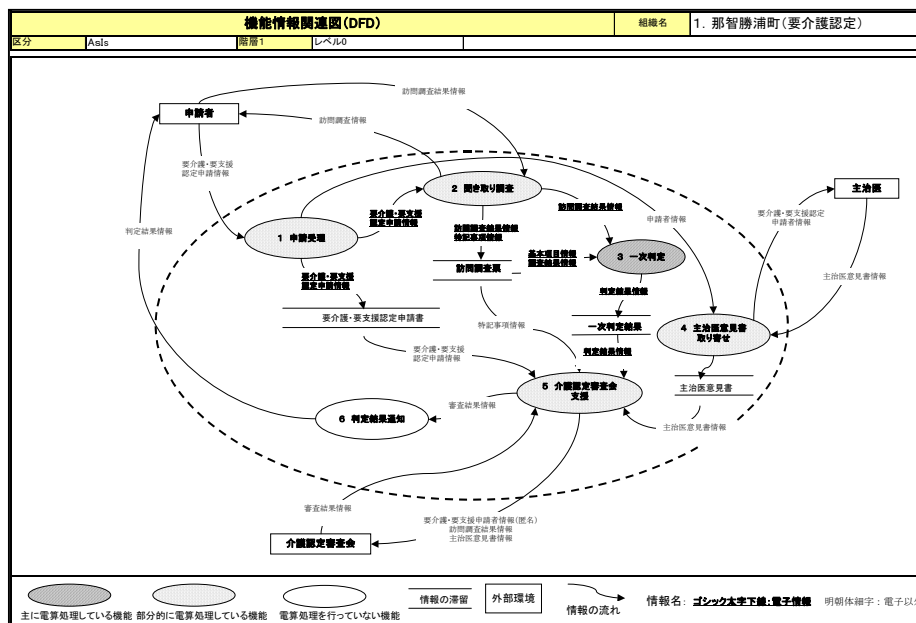 機能情報関連図(DFD)
組織名
1. 那智勝浦町(要介護認定)
区分
AsIs
階層1
レベル0
訪問調査結果情報
申請者
訪問調査情報
要介護・要支援
認定申請情報
2 聞き取り調査
主治医
要介護・要支援
認定申請情報
訪問調査結果情報
要介護・要支援認定
申請者情報
申請者情報
判定結果情報
1 申請受理
訪問調査結果情報
特記事項情報
基本項目情報
調査結果情報
3 一次判定
訪問調査票
要介護・要支援
認定申請情報
主治医意見書情報
判定結果情報
要介護・要支援認定申請書
特記事項情報
一次判定結果
4 主治医意見書
取り寄せ
要介護・要支援
認定申請情報
判定結果情報
5 介護認定審査会
支援
主治医意見書
審査結果情報
6 判定結果通知
主治医意見書情報
審査結果情報
要介護・要支援申請者情報(匿名)
訪問調査結果情報
主治医意見書情報
介護認定審査会
主に電算処理している機能
部分的に電算処理している機能
電算処理を行っていない機能
情報の滞留
外部環境
情報の流れ
情報名:
ゴシック太字下線:電子情報
明朝体細字:電子以